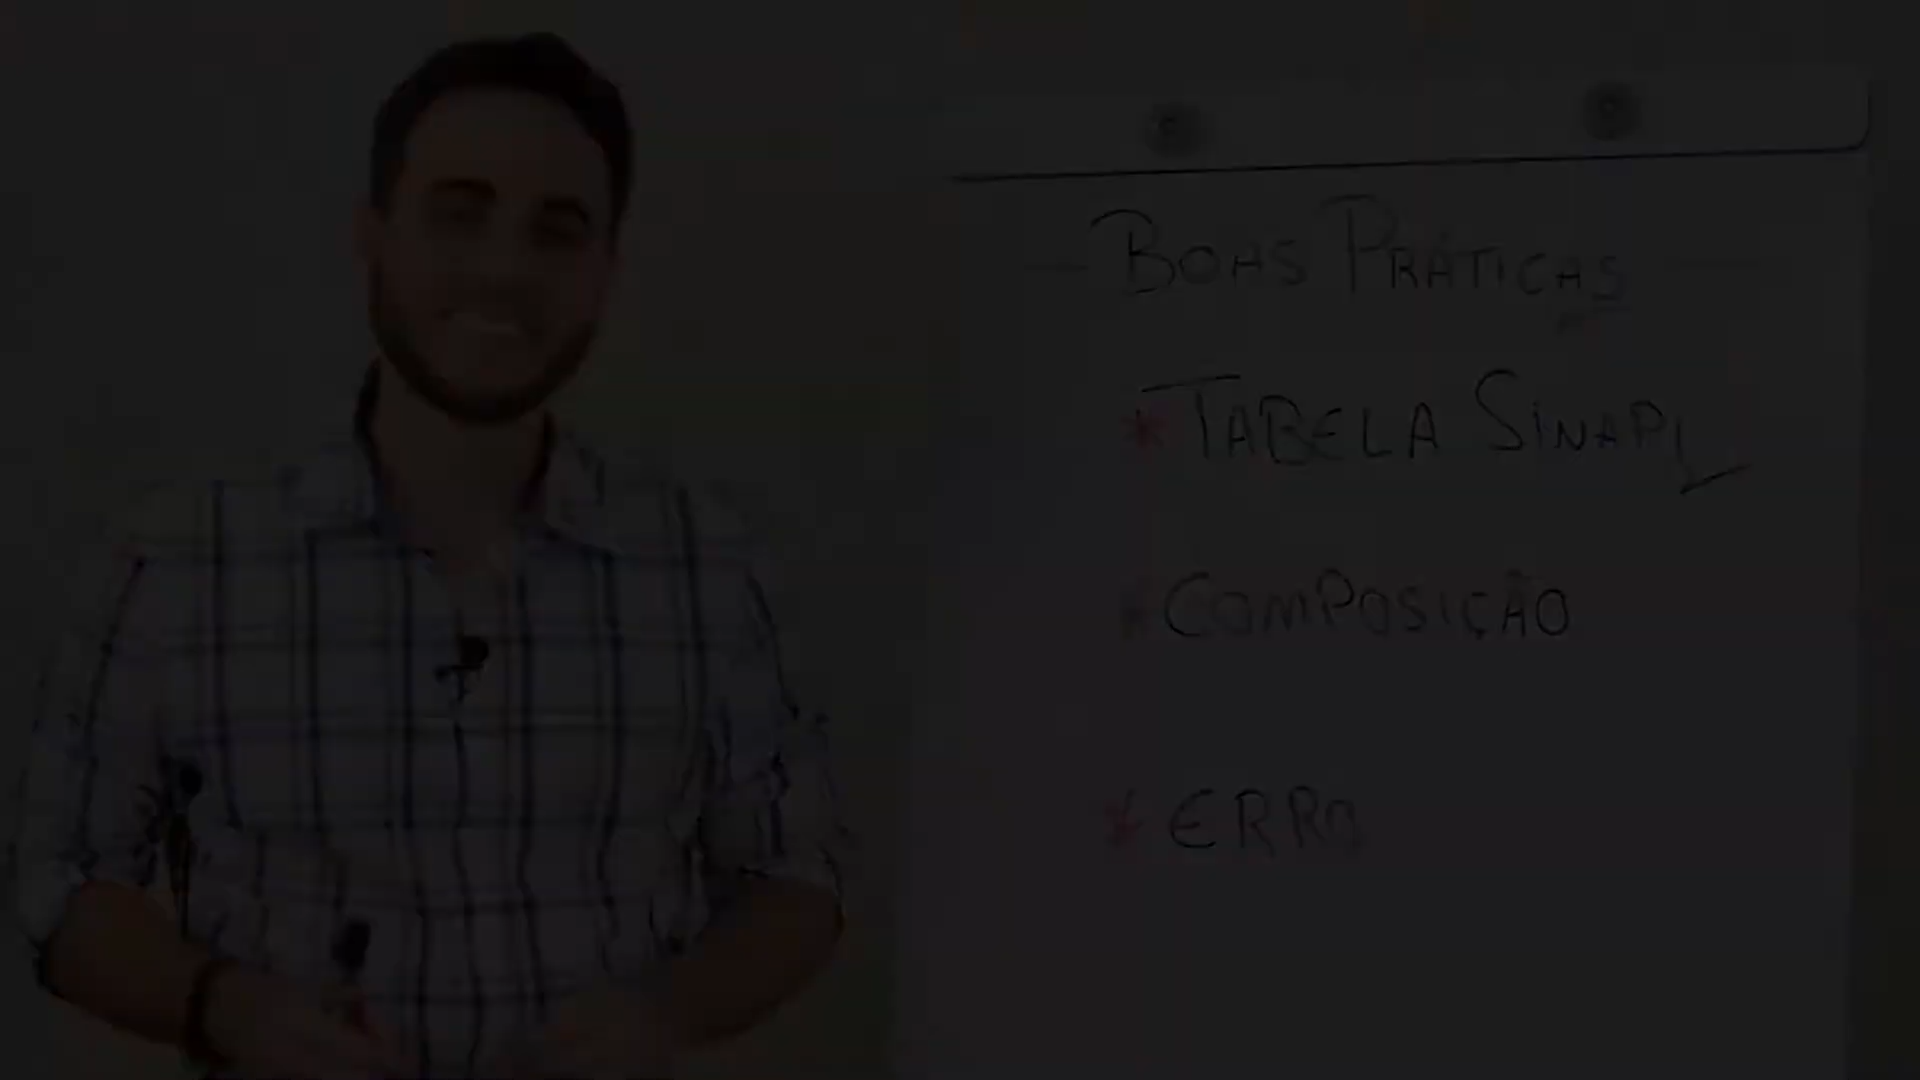 - BOAS PRÁTICAS -
* TABELA SINAPI
* COMPOSIÇÃO
* ERRO